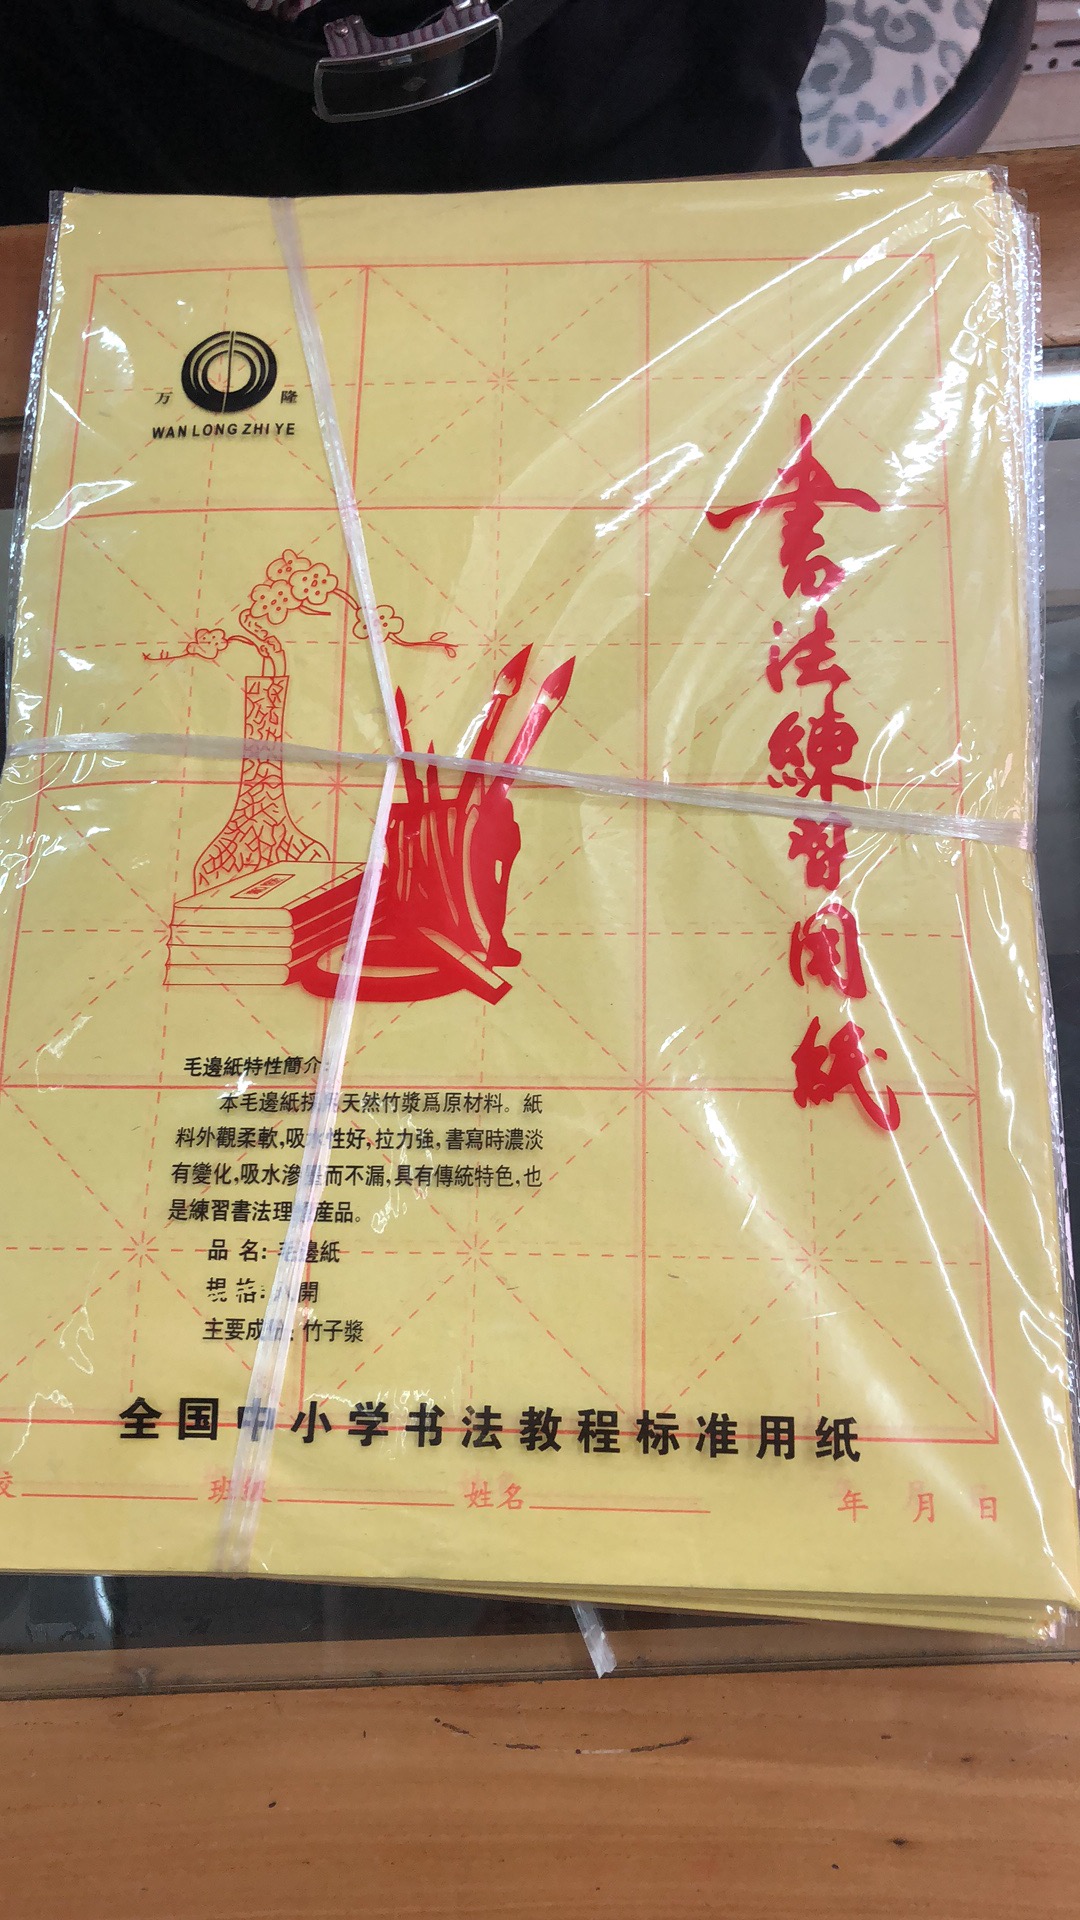 万 隆
WAN LONG ZHI YE
書法練習用紙
毛邊紙特性簡介:
本毛邊紙採 天然竹漿爲原材料。紙
料外觀柔軟,吸水性好,拉力強,書寫時濃淡
有變化,吸水滲墨而不漏,具有傳統特色,也
是練習書法理 産品。
品 名: 毛邊紙
規 格: 開
主要成 : 竹子漿
全国中小学书法教程标准用纸
校 班级 姓名 年 月 日